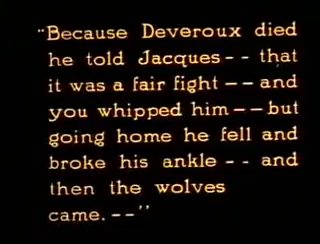 "Because Deveroux died
he told Jacques -- that
it was a fair fight -- and
you whipped him -- but
going home he fell and
broke his ankle -- and
then the wolves
came. --"